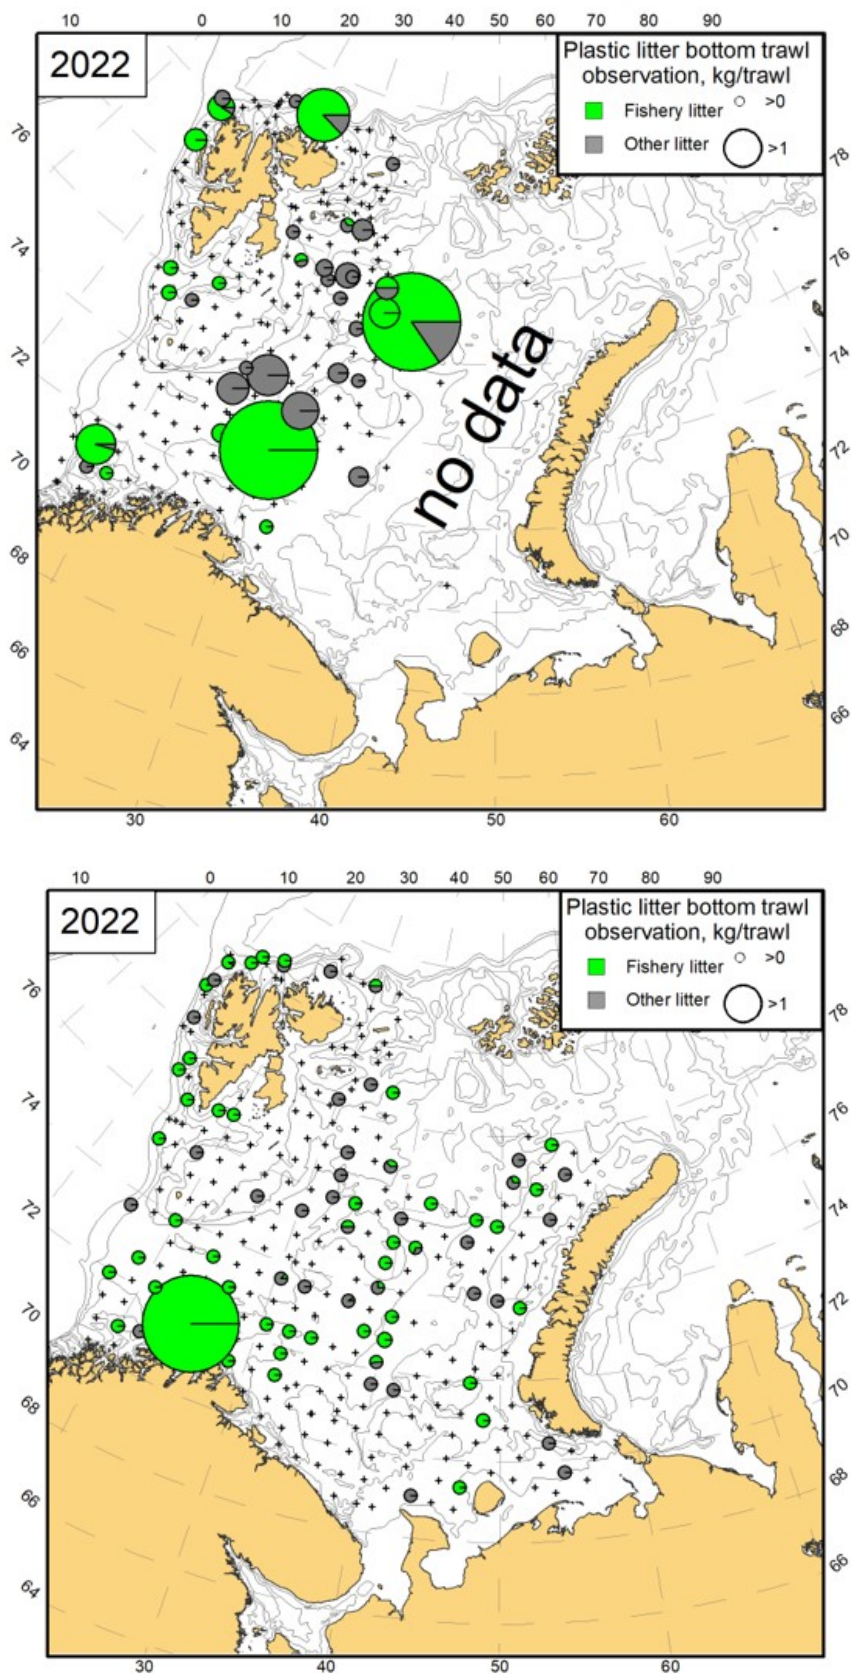 10 0 10 20 30 40 50 60 70 80 90
2022
Plastic litter bottom trawl
observation, kg/trawl
Fishery litter >0
Other litter >1
76
78
74
76
72
74
no data
70
72
68
70
66
68
64
66
30 40 50 60
10 0 10 20 30 40 50 60 70 80 90
2022
Plastic litter bottom trawl
observation, kg/trawl
Fishery litter >0
Other litter >1
76
78
74
76
72
74
70
72
68
70
66
68
64
66
30 40 50 60